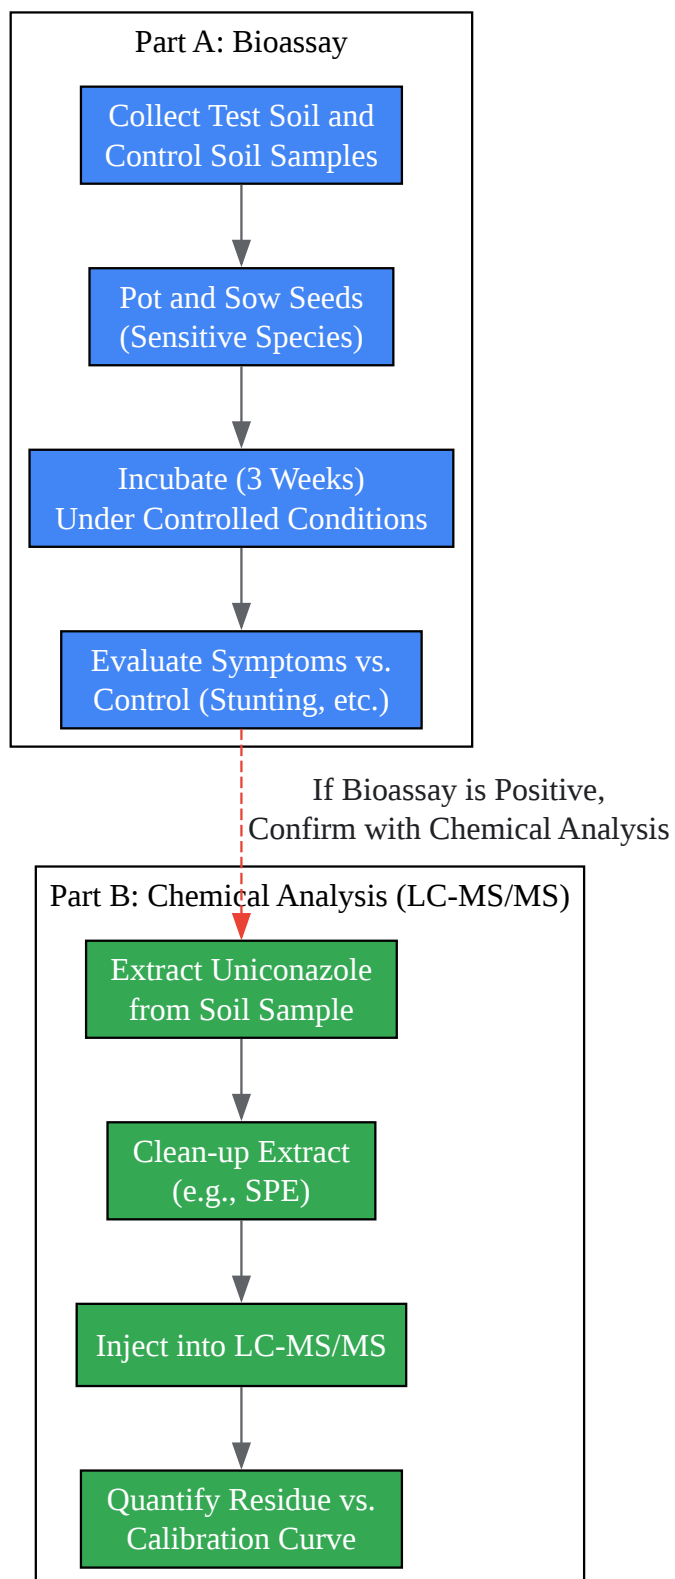 Part A: Bioassay
Collect Test Soil and
Control Soil Samples
Pot and Sow Seeds
(Sensitive Species)
Incubate (3 Weeks)
Under Controlled Conditions
Evaluate Symptoms vs.
Control (Stunting, etc.)
If Bioassay is Positive,
Confirm with Chemical Analysis
Part B: Chemical Analysis (LC-MS/MS)
Extract Uniconazole
from Soil Sample
Clean-up Extract
(e.g., SPE)
Inject into LC-MS/MS
Quantify Residue vs.
Calibration Curve